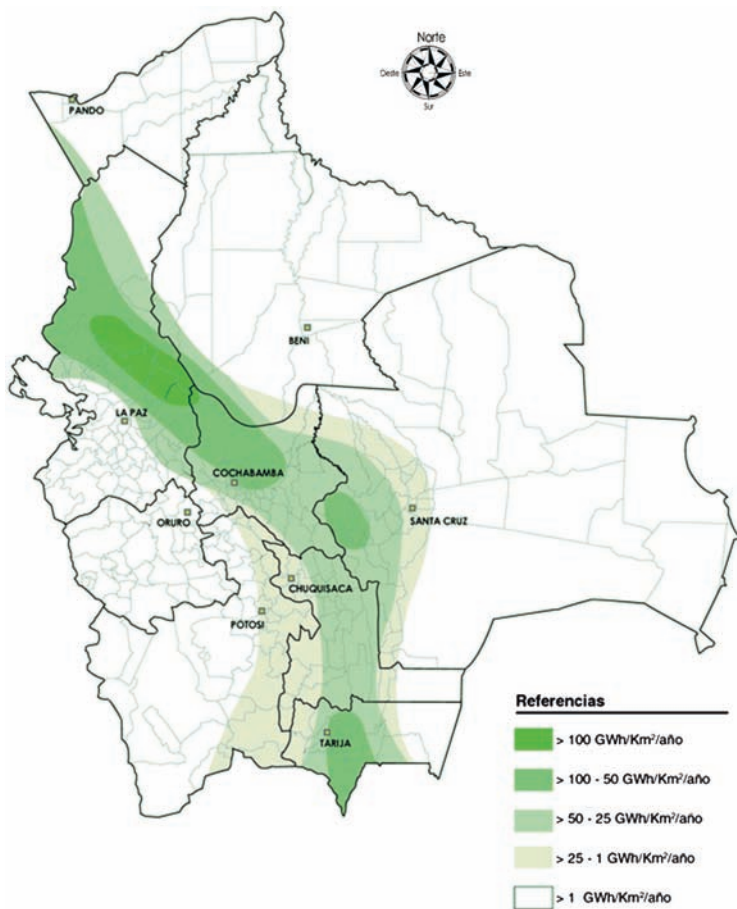 Norte
Oeste
Este
Sur
PANDO
BENI
LA PAZ
COCHABAMBA
ORURO
SANTA CRUZ
CHUQUISACA
POTOSI
TARIJA
Referencias
> 100 GWh/Km²/año
> 100 - 50 GWh/Km²/año
> 50 - 25 GWh/Km²/año
> 25 - 1 GWh/Km²/año
> 1 GWh/Km²/año